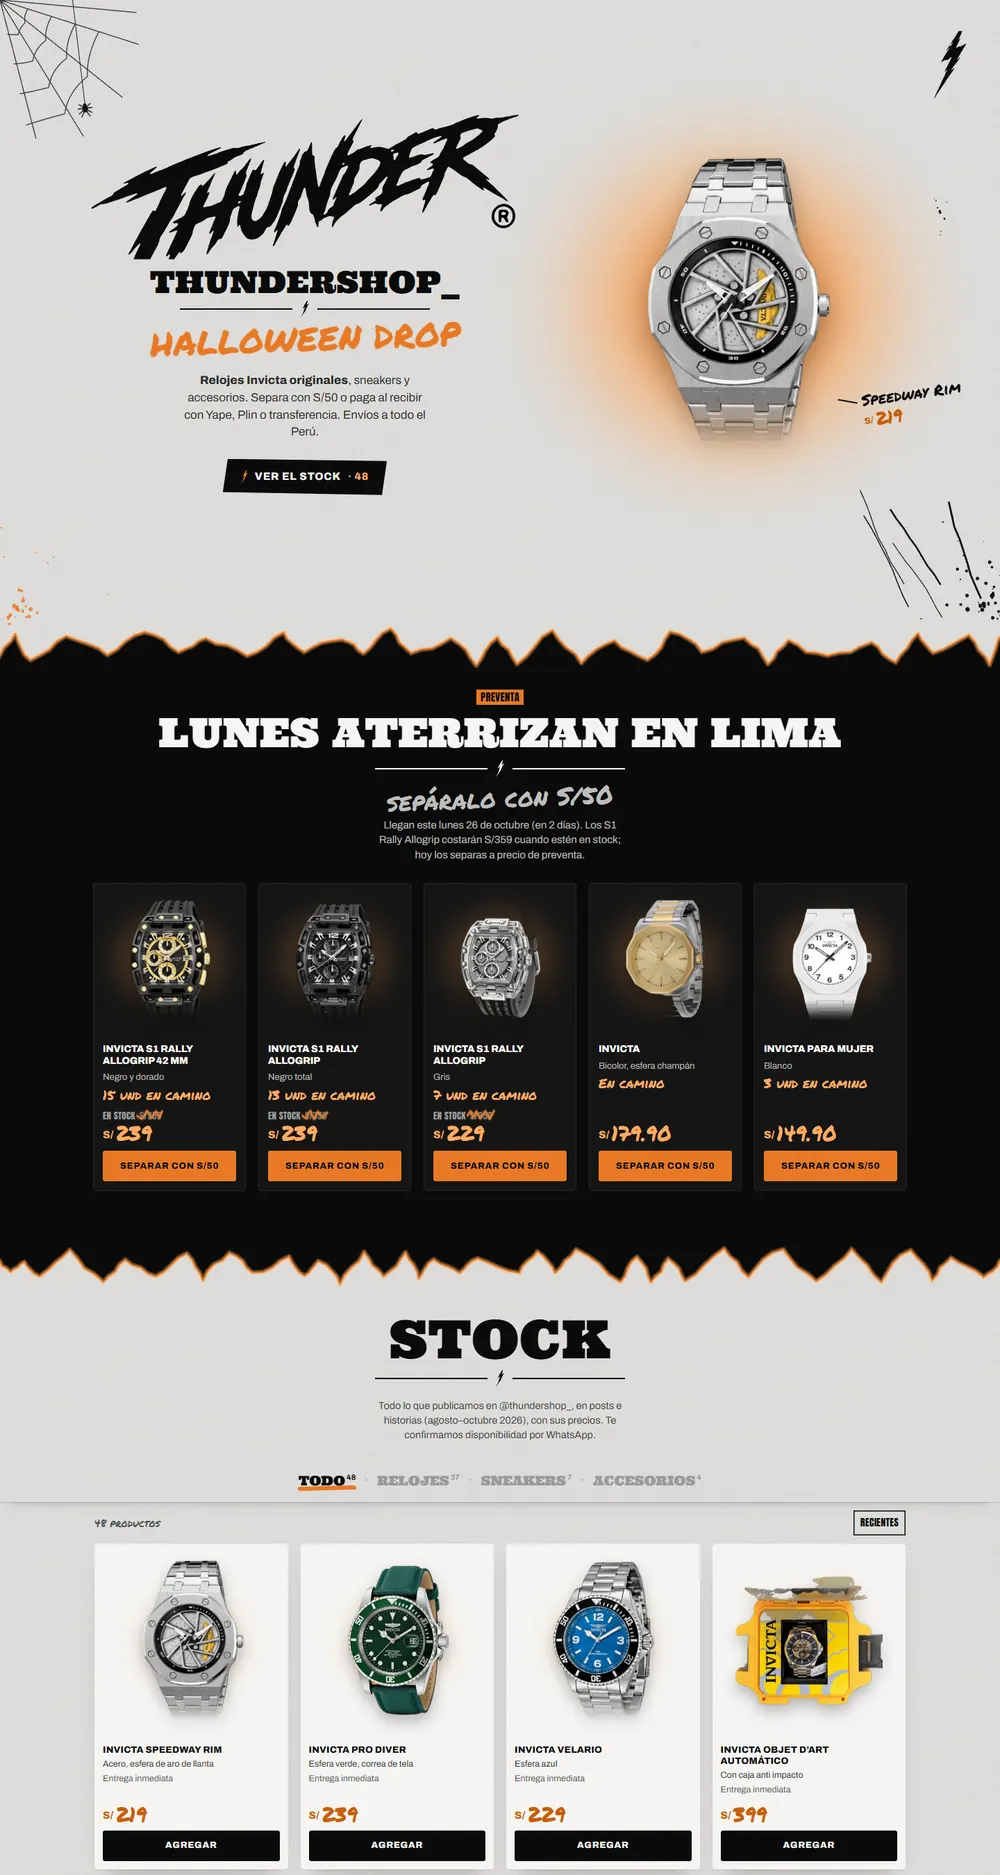 THUNDER
®
THUNDERSHOP_
HALLOWEEN DROP
Relojes Invicta originales, sneakers y
accesorios. Separa con S/50 o paga al recibir
con Yape, Plin o transferencia. Envíos a todo el
Perú.
VER EL STOCK · 48
SPEEDWAY RIM
S/ 219
PREVENTA
LUNES ATERRIZAN EN LIMA
SEPÁRALO CON S/50
Llegan este lunes 26 de octubre (en 2 días). Los S1
Rally Allogrip costarán S/359 cuando estén en stock;
hoy los separas a precio de preventa.
INVICTA S1 RALLY
ALLOGRIP 42 MM
Negro y dorado
15 UND EN CAMINO
EN STOCK
S/ 239
SEPARAR CON S/50
INVICTA S1 RALLY
ALLOGRIP
Negro total
13 UND EN CAMINO
EN STOCK
S/ 239
SEPARAR CON S/50
INVICTA S1 RALLY
ALLOGRIP
Gris
7 UND EN CAMINO
EN STOCK
S/ 229
SEPARAR CON S/50
INVICTA
Bicolor, esfera champán
EN CAMINO
S/ 179.90
SEPARAR CON S/50
INVICTA PARA MUJER
Blanco
3 UND EN CAMINO
S/ 149.90
SEPARAR CON S/50
STOCK
Todo lo que publicamos en @thundershop_, en posts e
historias (agosto–octubre 2026), con sus precios. Te
confirmamos disponibilidad por WhatsApp.
TODO 48 · RELOJES 37 · SNEAKERS 7 · ACCESORIOS 4
48 PRODUCTOS
RECIENTES
INVICTA SPEEDWAY RIM
Acero, esfera de aro de llanta
Entrega inmediata
S/ 219
AGREGAR
INVICTA PRO DIVER
Esfera verde, correa de tela
Entrega inmediata
S/ 239
AGREGAR
INVICTA VELARIO
Esfera azul
Entrega inmediata
S/ 229
AGREGAR
INVICTA
INVICTA OBJET D'ART
AUTOMÁTICO
Con caja anti impacto
Entrega inmediata
S/ 399
AGREGAR